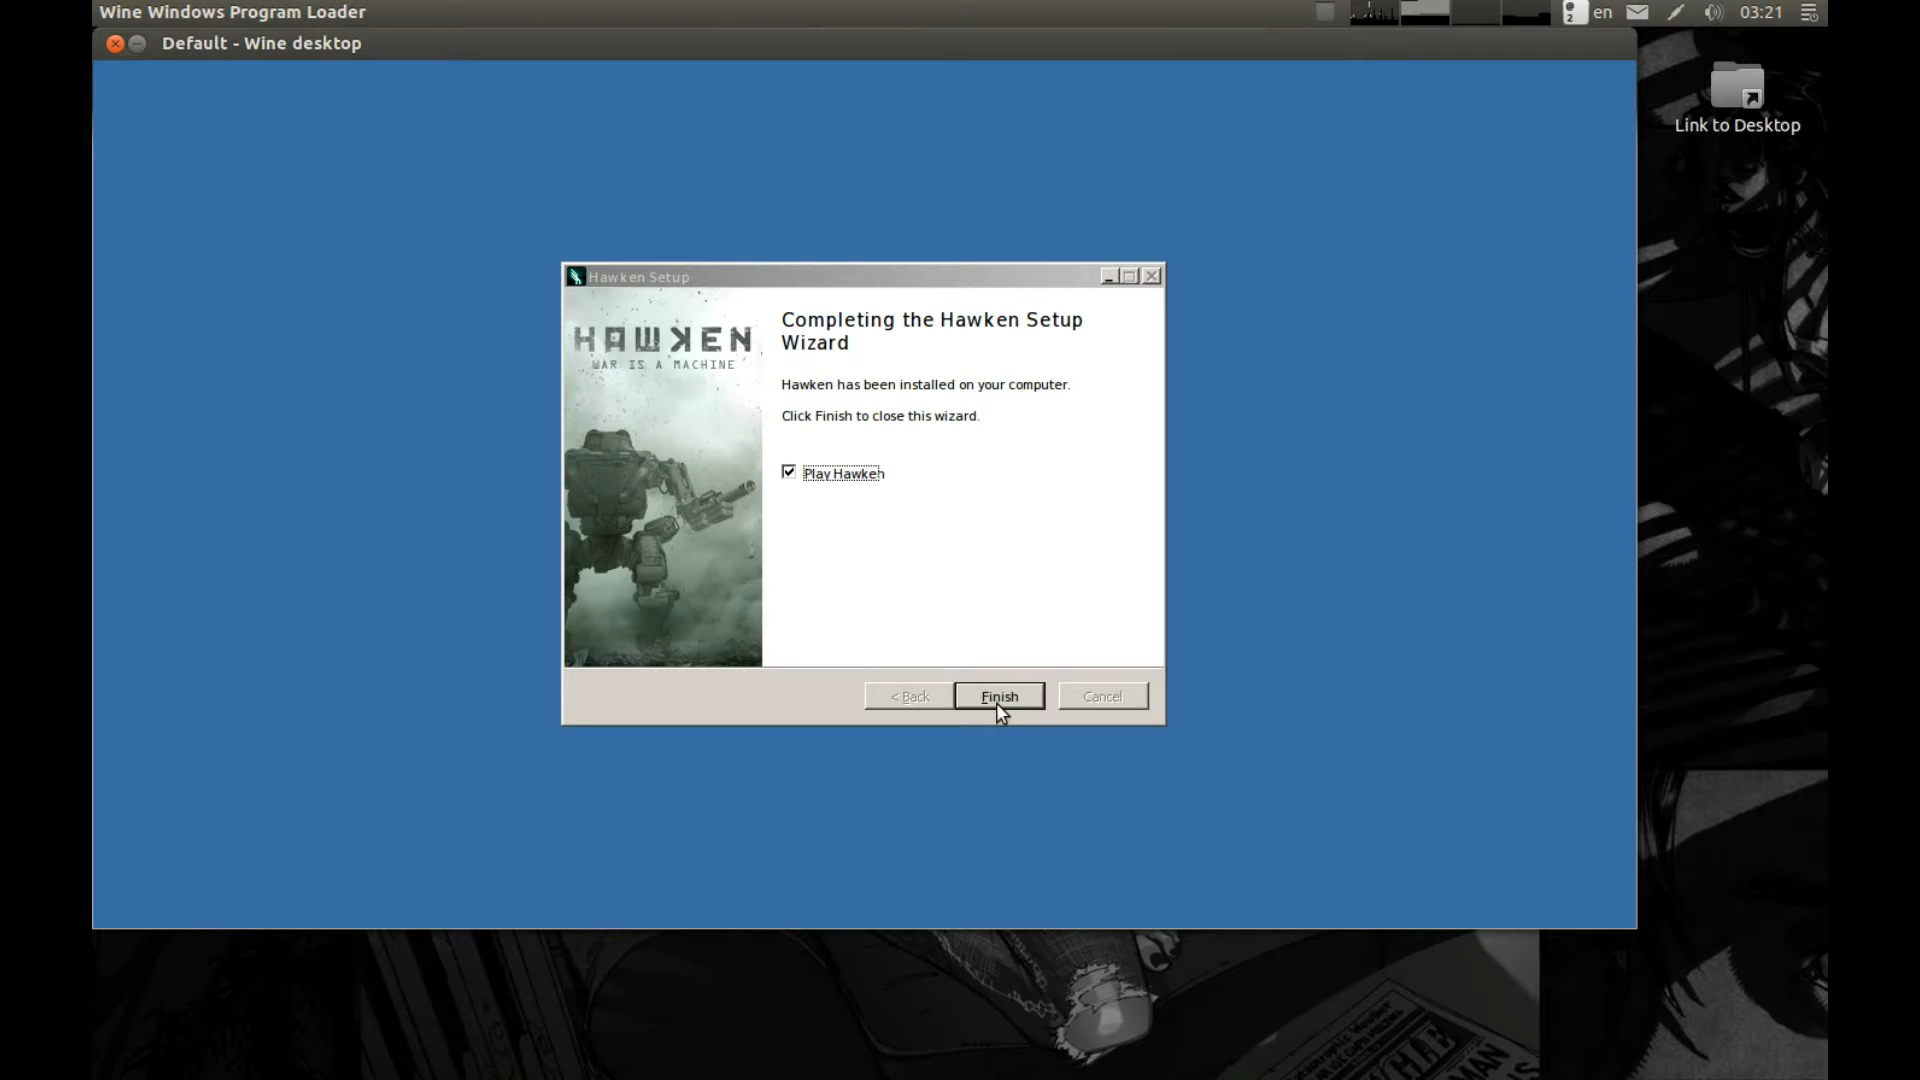 Wine Windows Program Loader
2
en
03:21
Default - Wine desktop
Link to Desktop
Hawken Setup
HAWKEN
WAR IS A MACHINE
Completing the Hawken Setup
Wizard
Hawken has been installed on your computer.
Click Finish to close this wizard.
Play Hawken
< Back
Finish
Cancel